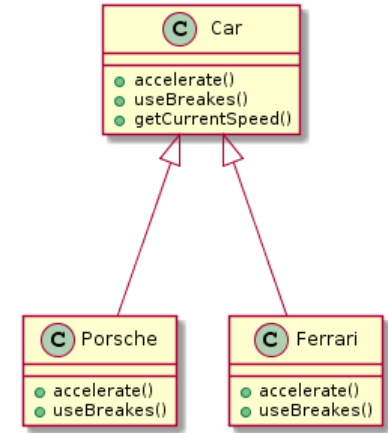 C Car
accelerate()
useBreakes()
getCurrentSpeed()
C Porsche
accelerate()
useBreakes()
C Ferrari
accelerate()
useBreakes()